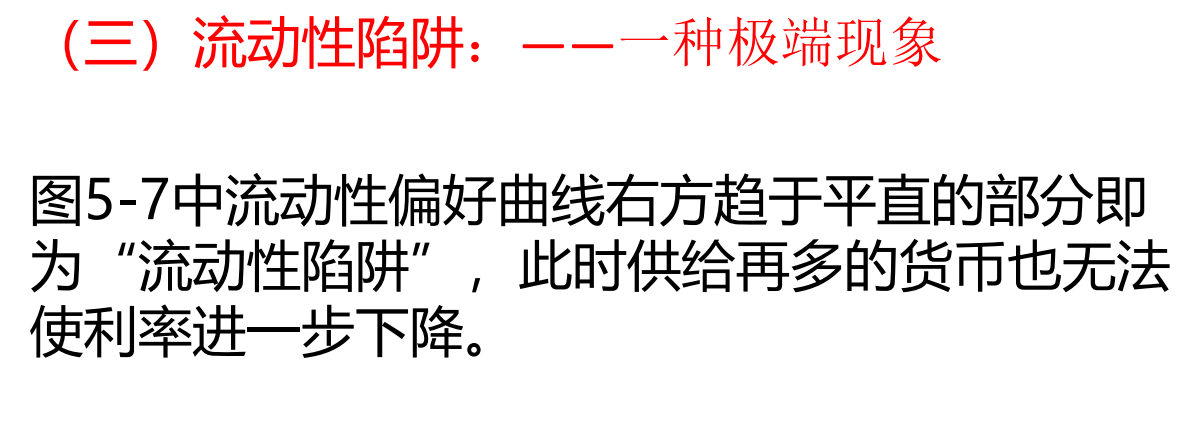 （三）流动性陷阱：——一种极端现象
图5-7中流动性偏好曲线右方趋于平直的部分即
为“流动性陷阱”，此时供给再多的货币也无法
使利率进一步下降。